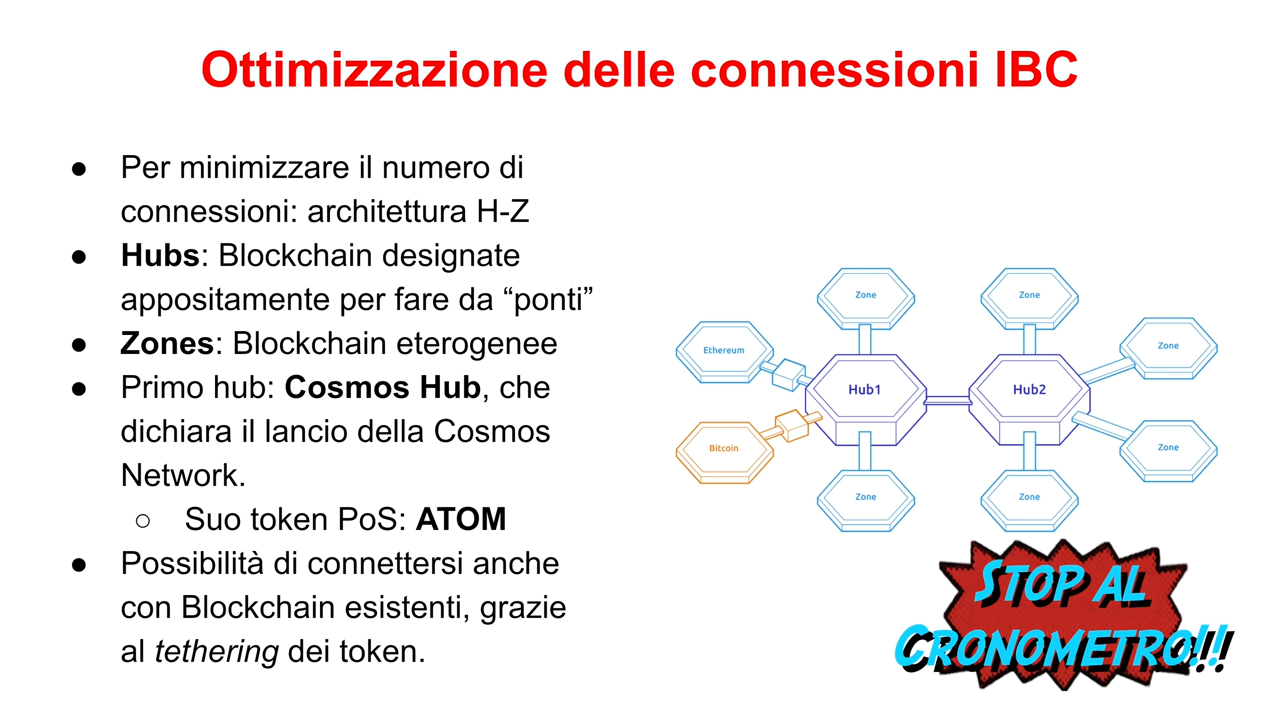 Ottimizzazione delle connessioni IBC
● Per minimizzare il numero di
connessioni: architettura H-Z
● Hubs: Blockchain designate
appositamente per fare da “ponti”
● Zones: Blockchain eterogenee
● Primo hub: Cosmos Hub, che
dichiara il lancio della Cosmos
Network.
○ Suo token PoS: ATOM
● Possibilità di connettersi anche
con Blockchain esistenti, grazie
al tethering dei token.
Zone
Zone
Ethereum
Zone
Hub1
Hub2
Bitcoin
Zone
Zone
Zone
Stop al
Cronometro!!!